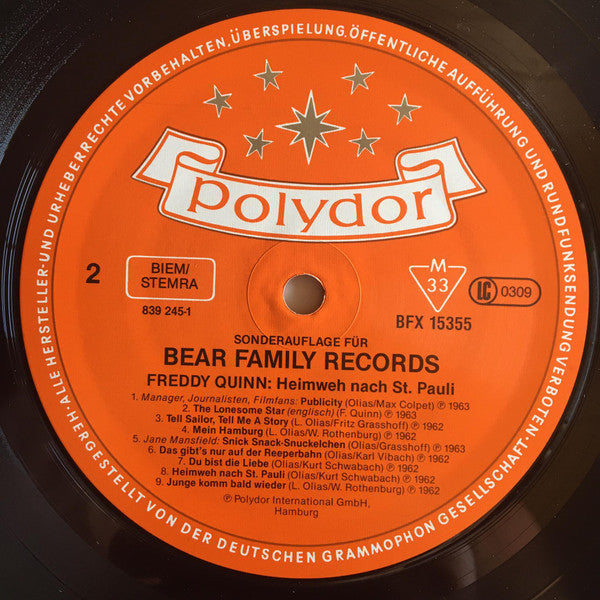 ALLE HERSTELLER- UND URHEBERRECHTE VORBEHALTEN, ÜBERSPIELUNG, ÖFFENTLICHE AUFFÜHRUNG UND RUNDFUNKSENDUNG VERBOTEN.
polydor
2
BIEM/
STEMRA
839 245-1
M
33
LC 0309
BFX 15355
SONDERAUFLAGE FÜR
BEAR FAMILY RECORDS
FREDDY QUINN: Heimweh nach St. Pauli
1. Manager, Journalisten, Filmfans: Publicity (Olias/Max Colpet) ℗ 1963
2. The Lonesome Star (englisch) (F. Quinn) ℗ 1963
3. Tell Sailor, Tell Me A Story (L. Olias/Fritz Grasshoff) ℗ 1962
4. Mein Hamburg (L. Olias/W. Rothenburg) ℗ 1962
5. Jane Mansfield: Snick Snack-Snuckelchen (Olias/Grasshoff) ℗ 1963
6. Das gibt's nur auf der Reeperbahn (Olias/Karl Vibach) ℗ 1962
7. Du bist die Liebe (Olias/Kurt Schwabach) ℗ 1962
8. Heimweh nach St. Pauli (Olias/Kurt Schwabach) ℗ 1962
9. Junge komm bald wieder (L. Olias/W. Rothenburg) ℗ 1962
℗ Polydor International GmbH,
Hamburg
HERGESTELLT VON DER DEUTSCHEN GRAMMOPHON GESELLSCHAFT·